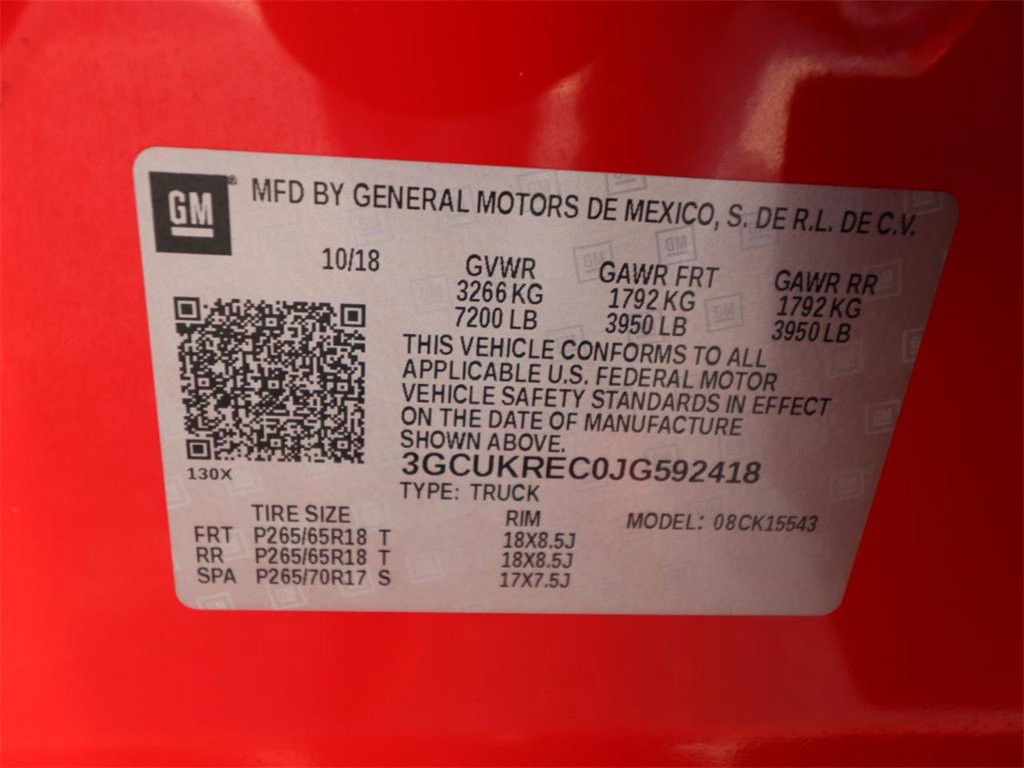 GM
MFD BY GENERAL MOTORS DE MEXICO, S. DE R.L. DE C.V.
10/18 GVWR GAWR FRT GAWR RR
3266 KG 1792 KG 1792 KG
7200 LB 3950 LB 3950 LB
THIS VEHICLE CONFORMS TO ALL
APPLICABLE U.S. FEDERAL MOTOR
VEHICLE SAFETY STANDARDS IN EFFECT
ON THE DATE OF MANUFACTURE
SHOWN ABOVE.
130X
3GCUKREC0JG592418
TYPE: TRUCK
TIRE SIZE RIM MODEL: 08CK15543
FRT P265/65R18 T 18X8.5J
RR P265/65R18 T 18X8.5J
SPA P265/70R17 S 17X7.5J